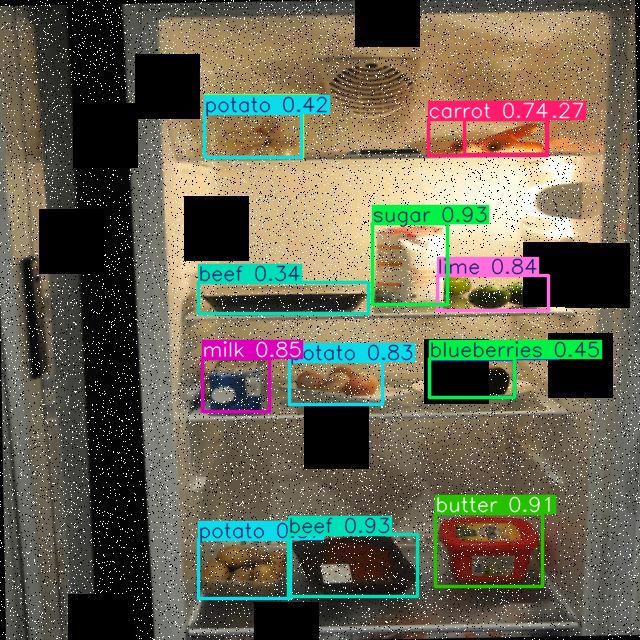 potato 0.42
carrot 0.74.27
sugar 0.93
lime 0.84
beef 0.34
milk 0.85
otato 0.83
blueberries 0.45
butter 0.91
potato 0.
beef 0.93